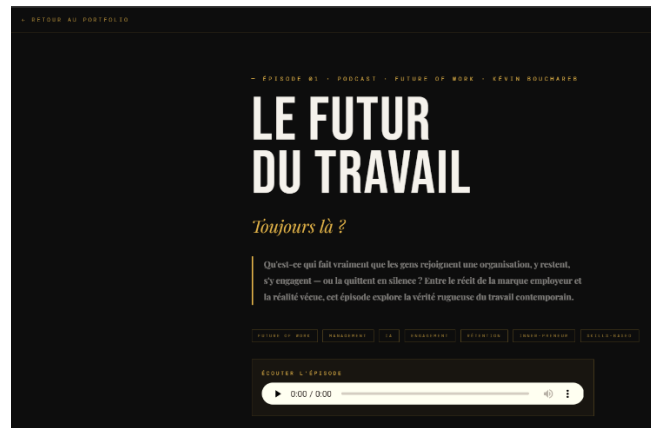 ← RETOUR AU PORTFOLIO
— ÉPISODE 01 · PODCAST · FUTURE OF WORK · KÉVIN BOUCHAREB
LE FUTUR
DU TRAVAIL
Toujours là ?
Qu'est-ce qui fait vraiment que les gens rejoignent une organisation, y restent,
s'y engagent — ou la quittent en silence ? Entre le récit de la marque employeur et
la réalité vécue, cet épisode explore la vérité rugueuse du travail contemporain.
FUTURE OF WORK MANAGEMENT IA ENGAGEMENT RÉTENTION INNER-PRENEUR SKILLS-BASED
ÉCOUTER L'ÉPISODE
0:00 / 0:00